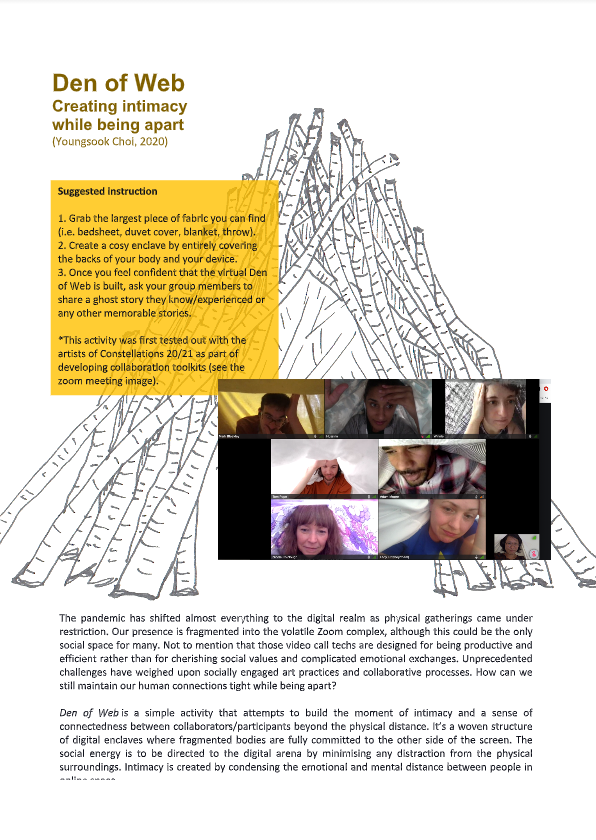 Den of Web
Creating intimacy
while being apart
(Youngsook Choi, 2020)
Suggested instruction
1. Grab the largest piece of fabric you can find
(i.e. bedsheet, duvet cover, blanket, throw).
2. Create a cosy enclave by entirely covering
the backs of your body and your device.
3. Once you feel confident that the virtual Den
of Web is built, ask your group members to
share a ghost story they know/experienced or
any other memorable stories.
*This activity was first tested out with the
artists of Constellations 20/21 as part of
developing collaboration toolkits (see the
zoom meeting image).
The pandemic has shifted almost everything to the digital realm as physical gatherings came under
restriction. Our presence is fragmented into the volatile Zoom complex, although this could be the only
social space for many. Not to mention that those video call techs are designed for being productive and
efficient rather than for cherishing social values and complicated emotional exchanges. Unprecedented
challenges have weighed upon socially engaged art practices and collaborative processes. How can we
still maintain our human connections tight while being apart?
Den of Web is a simple activity that attempts to build the moment of intimacy and a sense of
connectedness between collaborators/participants beyond the physical distance. It's a woven structure
of digital enclaves where fragmented bodies are fully committed to the other side of the screen. The
social energy is to be directed to the digital arena by minimising any distraction from the physical
surroundings. Intimacy is created by condensing the emotional and mental distance between people in